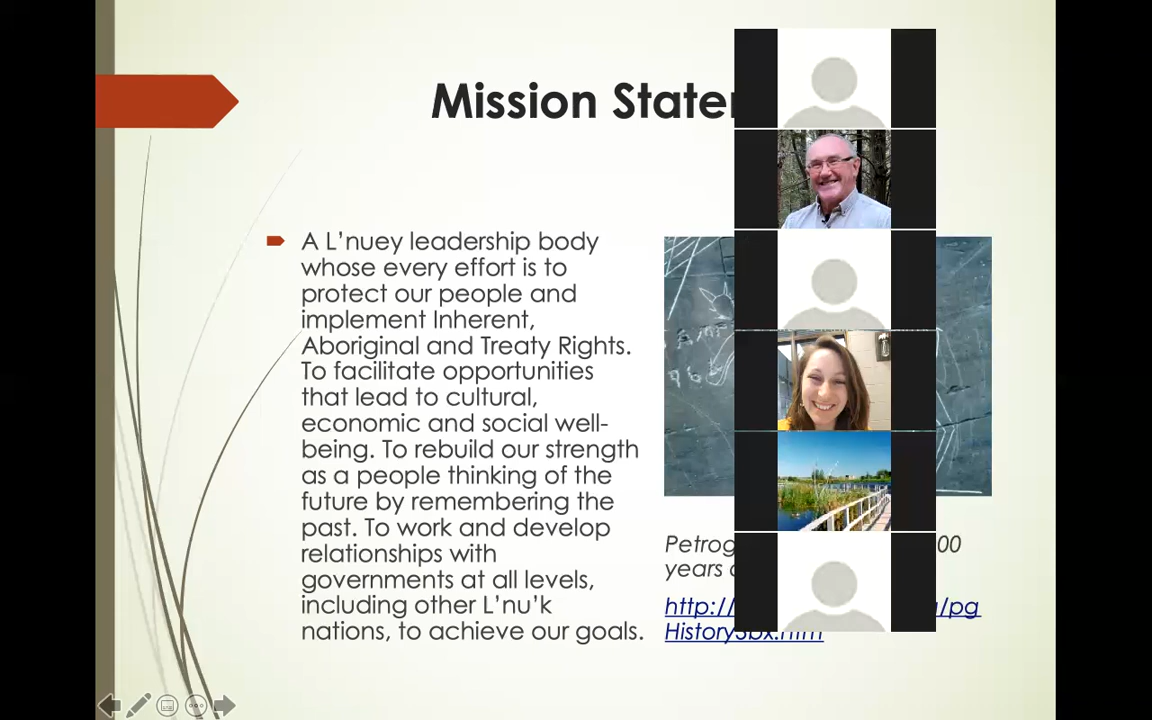 Mission
A L'nuey leadership body
whose every effort is to
protect our people and
implement Inherent,
Aboriginal and Treaty Rights.
To facilitate opportunities
that lead to cultural,
economic and social well-
being. To rebuild our strength
as a people thinking of the
future by remembering the
past. To work and develop
relationships with
governments at all levels,
including other L'nu'k
nations, to achieve our goals.
00
years
http:// /pg